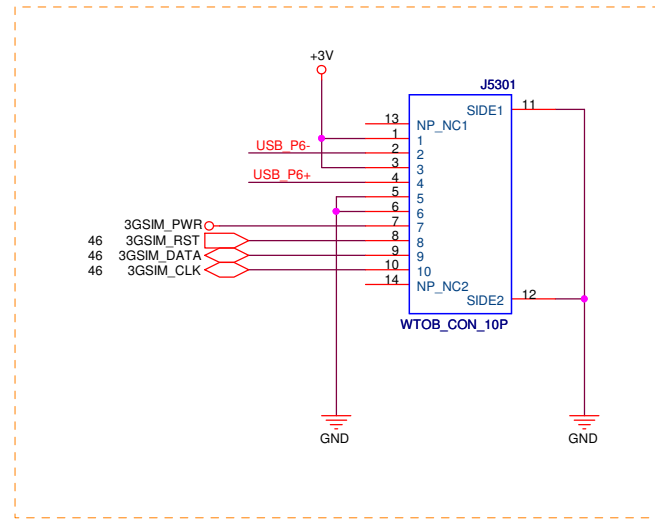 +3V
J5301
SIDE1 11
13 NP_NC1
1 1
USB_P6- 2 2
3 3
USB_P6+ 4 4
5 5
6 6
3GSIM_PWR 7 7
46 3GSIM_RST 8 8
46 3GSIM_DATA 9 9
46 3GSIM_CLK 10 10
14 NP_NC2
SIDE2 12
WTOB_CON_10P
GND GND